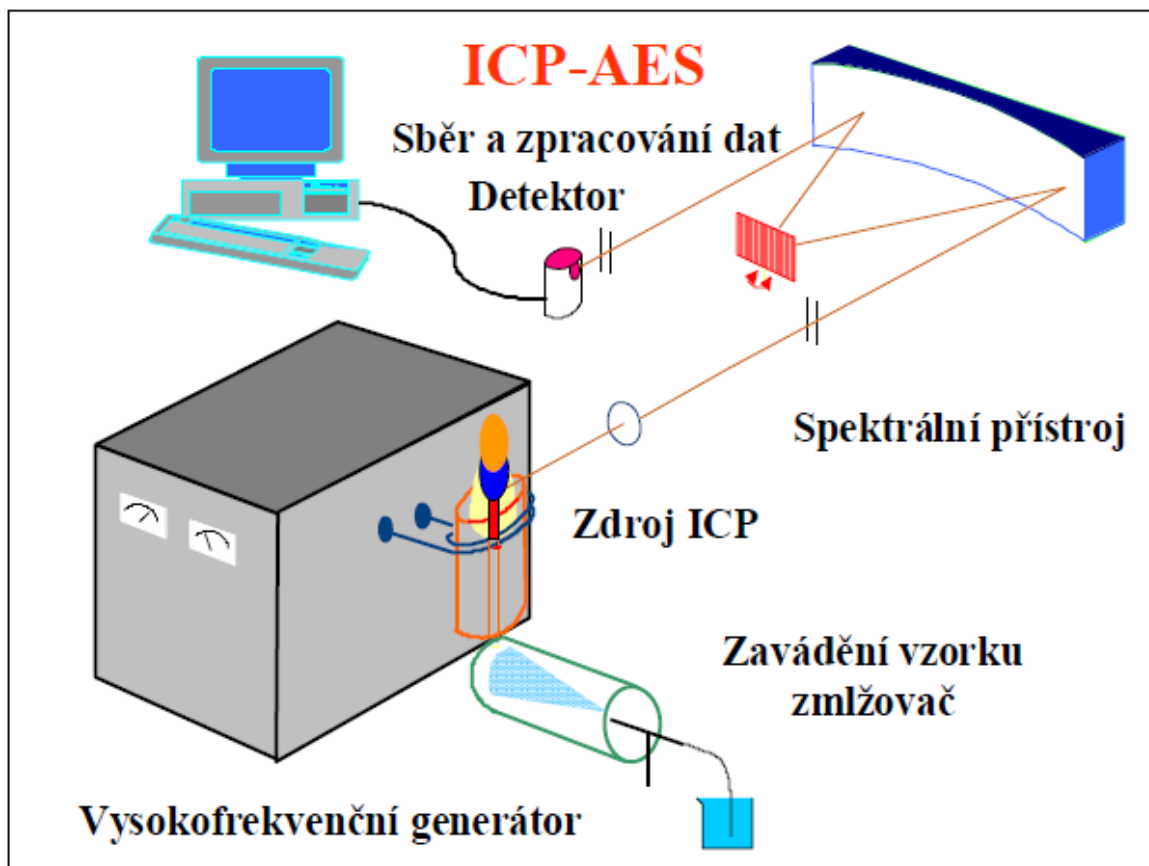 ICP-AES
Sběr a zpracování dat
Detektor
Spektrální přístroj
Zdroj ICP
Zavádění vzorku
zmlžovač
Vysokofrekvenční generátor